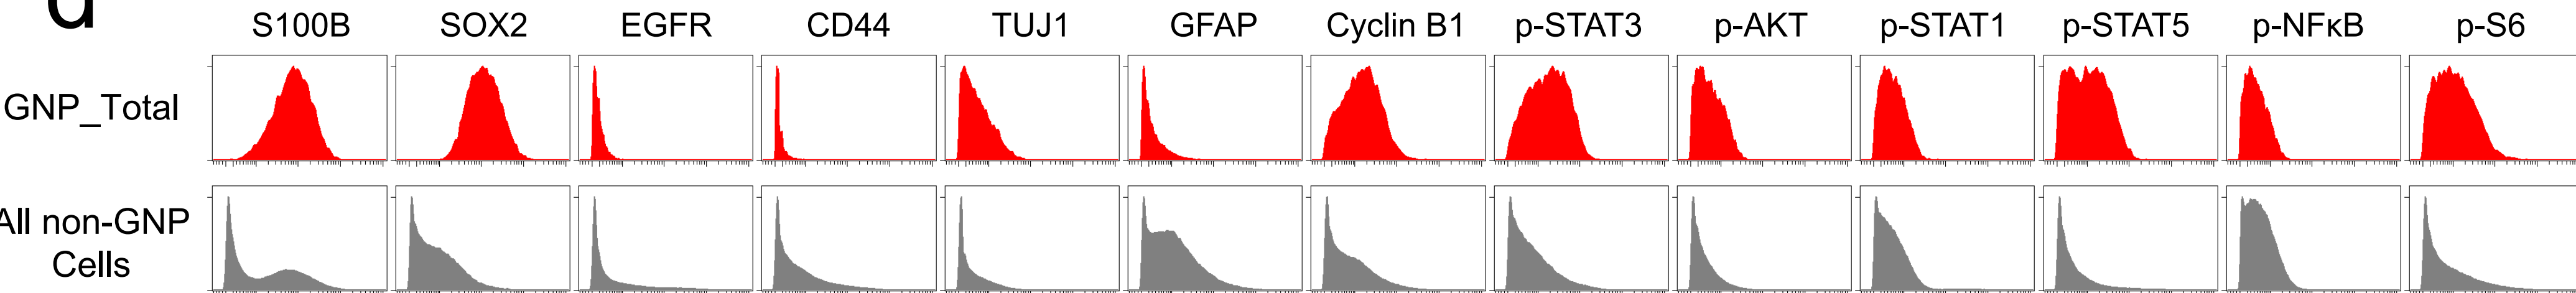 d
S100B SOX2 EGFR CD44 TUJ1 GFAP Cyclin B1 p-STAT3 p-AKT p-STAT1 p-STAT5 p-NFκB p-S6
GNP_Total
All non-GNP
Cells